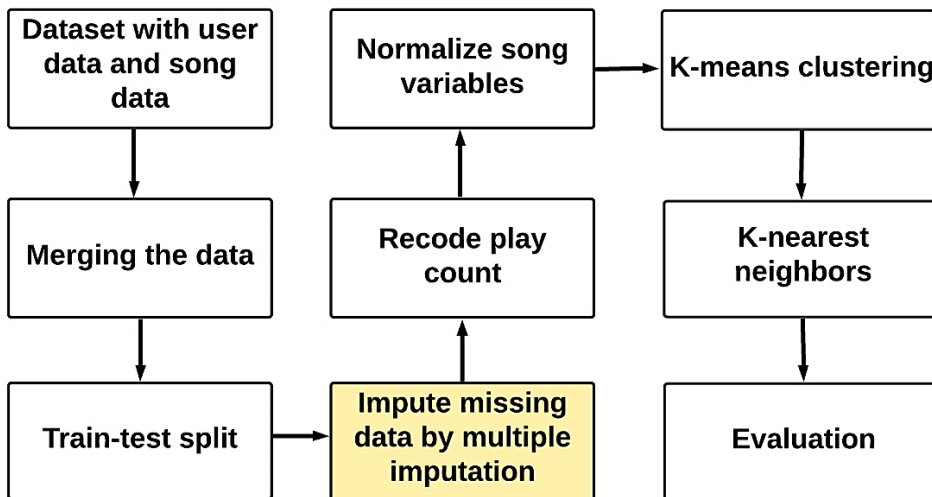 Dataset with user
data and song
data
Merging the data
Train-test split
Impute missing
data by multiple
imputation
Recode play
count
Normalize song
variables
K-means clustering
K-nearest
neighbors
Evaluation